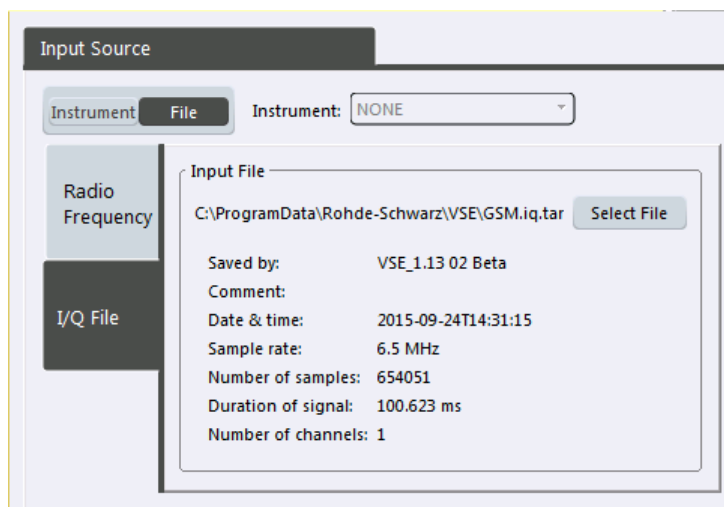 Input Source
Instrument File Instrument: NONE
Radio
Frequency
I/Q File
Input File
C:\ProgramData\Rohde-Schwarz\VSE\GSM.iq.tar Select File
Saved by: VSE_1.13 02 Beta
Comment:
Date & time: 2015-09-24T14:31:15
Sample rate: 6.5 MHz
Number of samples: 654051
Duration of signal: 100.623 ms
Number of channels: 1